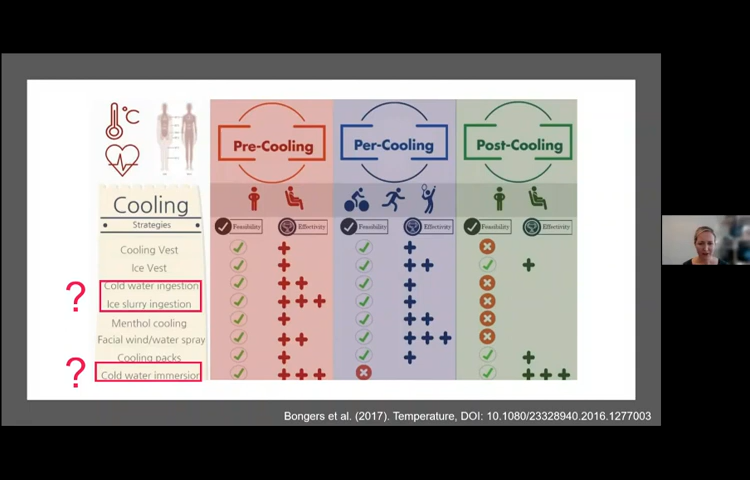 °C
Pre-Cooling
Per-Cooling
Post-Cooling
Cooling
Strategies
Feasibility Effectivity Feasibility Effectivity Feasibility Effectivity
Cooling Vest
Ice Vest
? Cold water ingestion
Ice slurry ingestion
Menthol cooling
Facial wind/water spray
Cooling packs
? Cold water immersion
Bongers et al. (2017). Temperature, DOI: 10.1080/23328940.2016.1277003